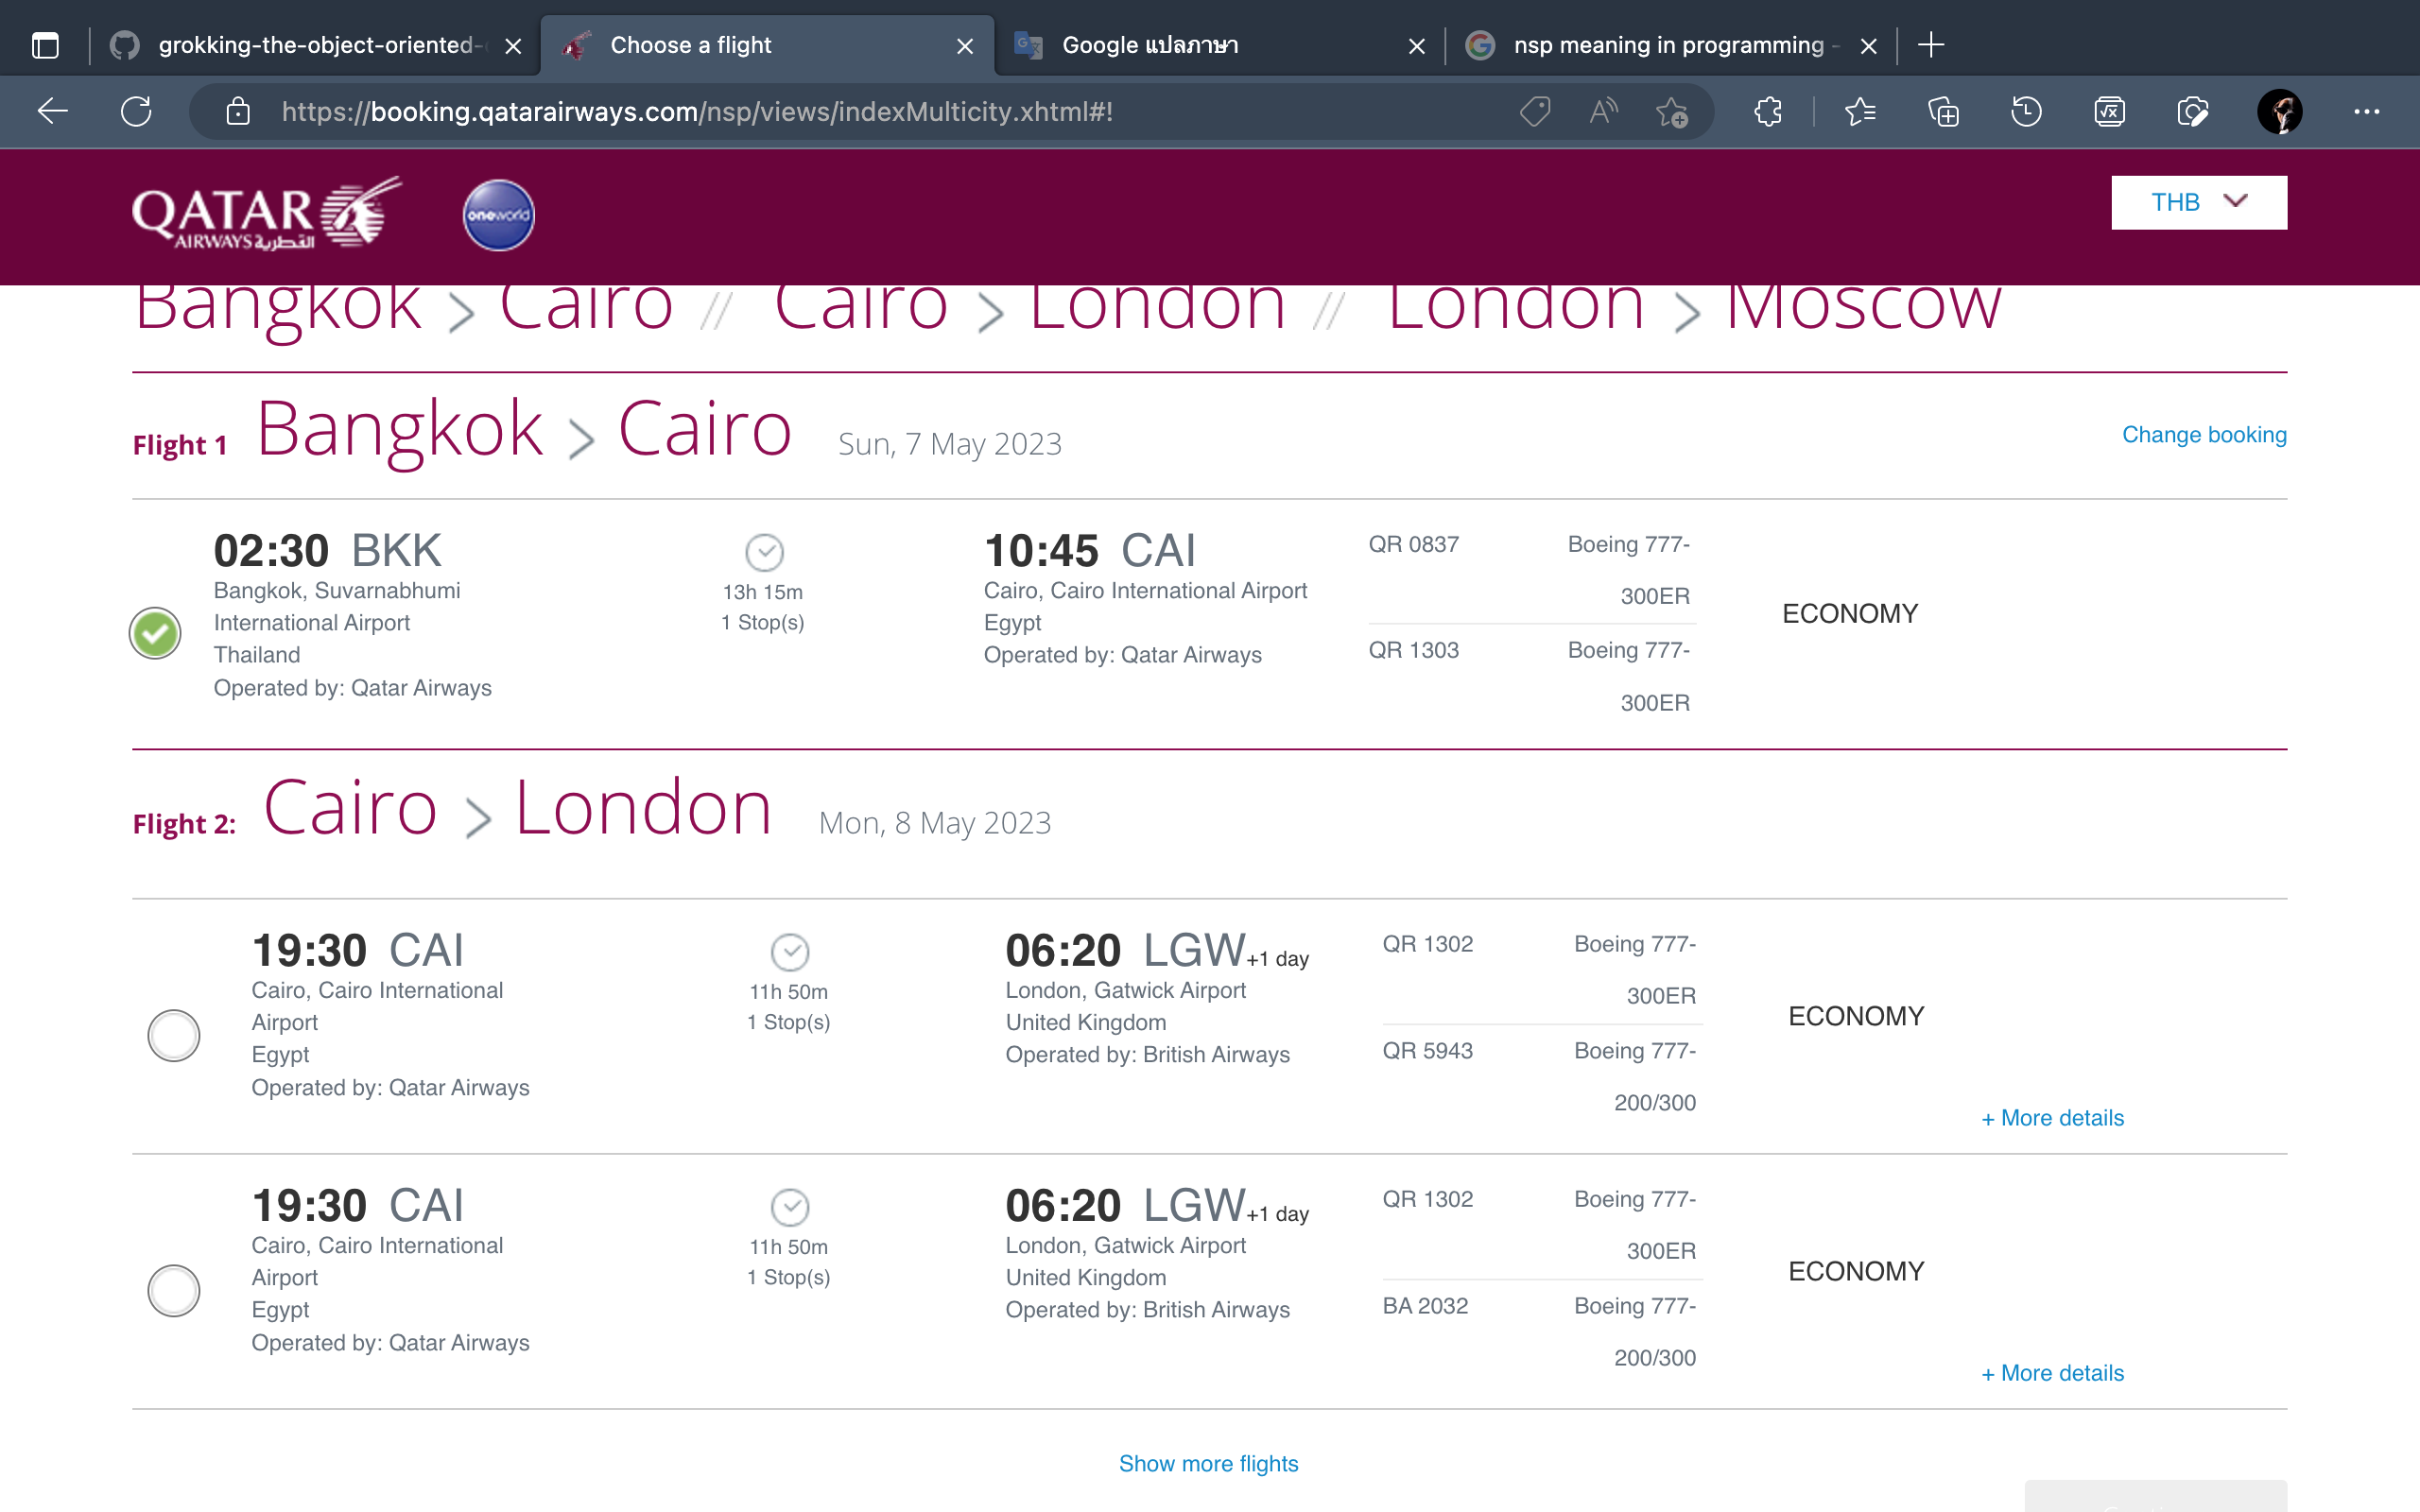 grokking-the-object-oriented-
Choose a flight
Google แปลภาษา
nsp meaning in programming -
https://booking.qatarairways.com/nsp/views/indexMulticity.xhtml#!
QATAR
AIRWAYS القطرية
oneworld
THB
Bangkok > Cairo // Cairo > London // London > Moscow
Flight 1 Bangkok > Cairo Sun, 7 May 2023
Change booking
02:30 BKK
Bangkok, Suvarnabhumi
International Airport
Thailand
Operated by: Qatar Airways
13h 15m
1 Stop(s)
10:45 CAI
Cairo, Cairo International Airport
Egypt
Operated by: Qatar Airways
QR 0837 Boeing 777-
300ER
QR 1303 Boeing 777-
300ER
ECONOMY
Flight 2: Cairo > London Mon, 8 May 2023
19:30 CAI
Cairo, Cairo International
Airport
Egypt
Operated by: Qatar Airways
11h 50m
1 Stop(s)
06:20 LGW+1 day
London, Gatwick Airport
United Kingdom
Operated by: British Airways
QR 1302 Boeing 777-
300ER
QR 5943 Boeing 777-
200/300
ECONOMY
+ More details
19:30 CAI
Cairo, Cairo International
Airport
Egypt
Operated by: Qatar Airways
11h 50m
1 Stop(s)
06:20 LGW+1 day
London, Gatwick Airport
United Kingdom
Operated by: British Airways
QR 1302 Boeing 777-
300ER
BA 2032 Boeing 777-
200/300
ECONOMY
+ More details
Show more flights